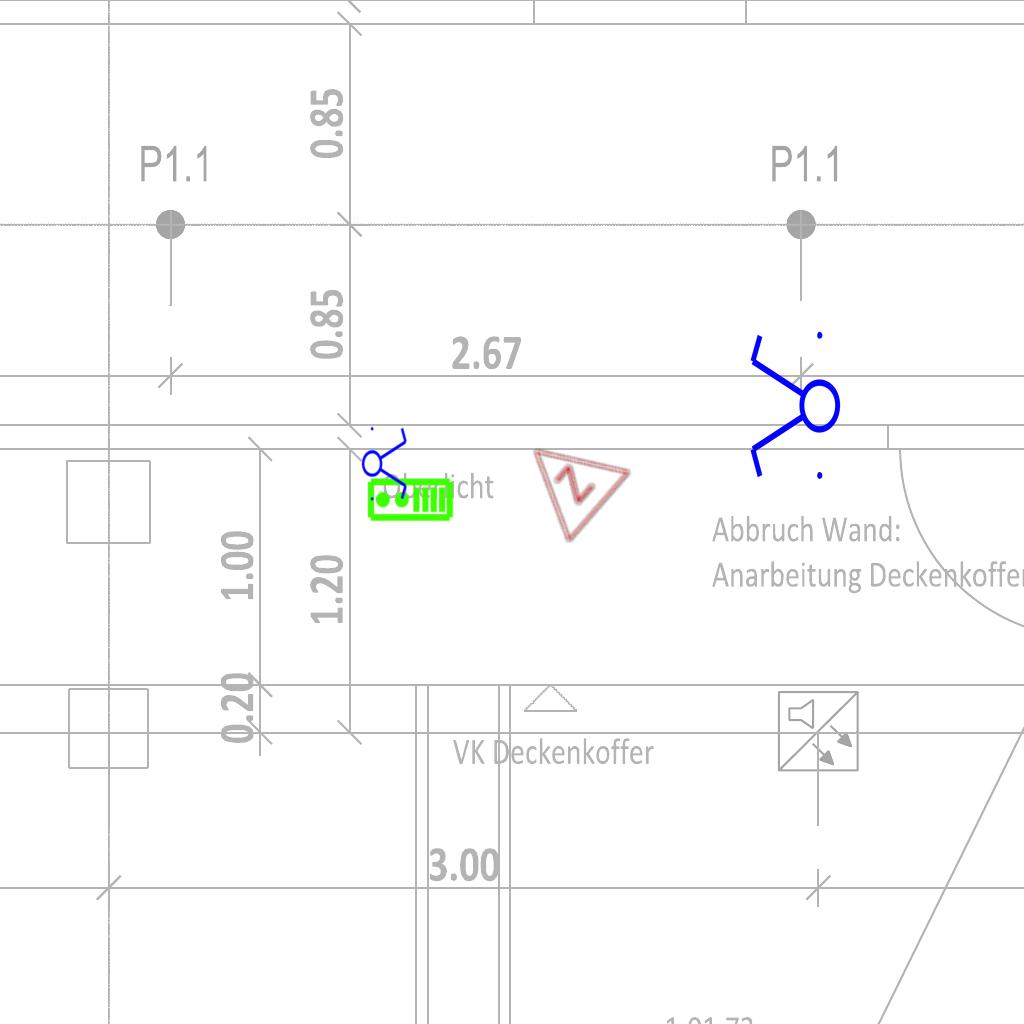 0.85
P1.1
P1.1
0.85
2.67
N
Abbruch Wand:
1.00
1.20
Anarbeitung Deckenkoffer
0.20
VK Deckenkoffer
3.00